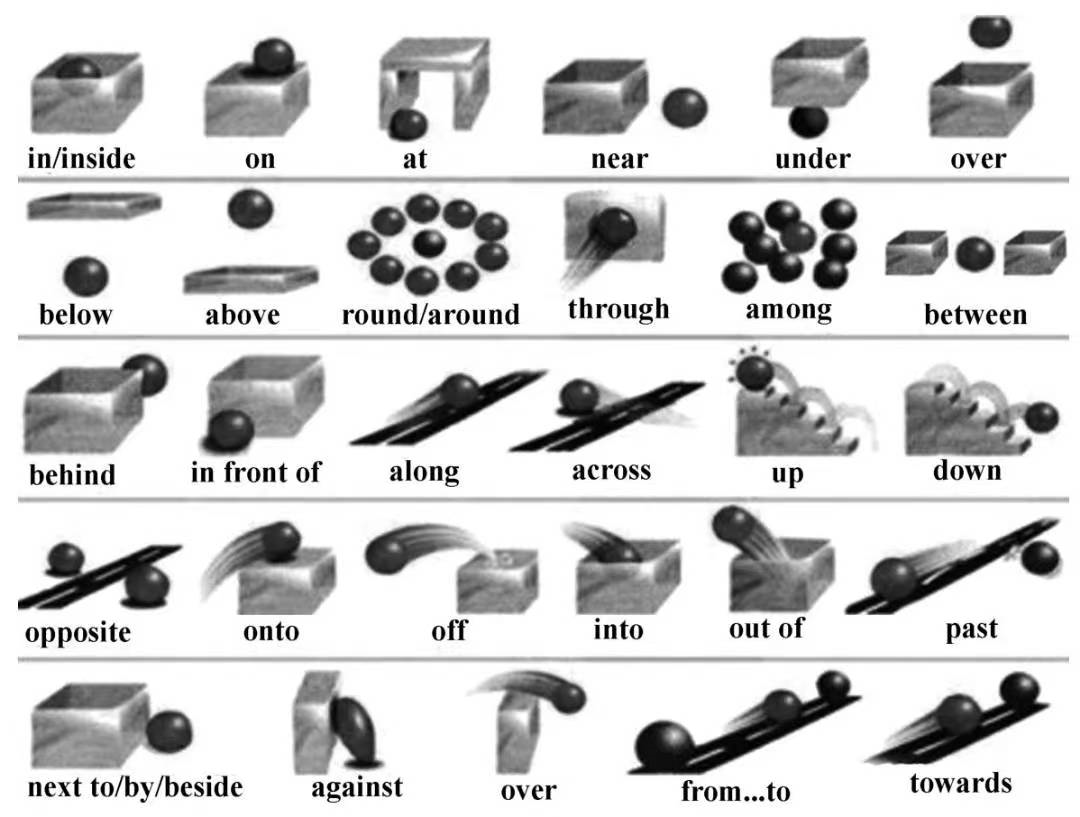 in/inside
on
at
near
under
over
below
above
round/around
through
among
between
behind
in front of
along
across
up
down
opposite
onto
off
into
out of
past
next to/by/beside
against
over
from...to
towards